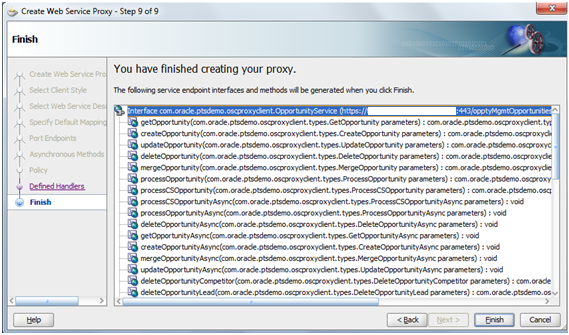 Create Web Service Proxy - Step 9 of 9
Finish
Create Web Service Pro
Select Client Style
Select Web Service Desc
Specify Default Mapping
Port Endpoints
Asynchronous Methods
Policy
Defined Handlers
Finish
You have finished creating your proxy.
The following service endpoint interfaces and methods will be generated when you click Finish.
Interface com.oracle.ptsdemo.oscproxyclient.OpportunityService (https:// :443/opptyMgmtOpportunities
getOpportunity(com.oracle.ptsdemo.oscproxyclient.types.GetOpportunity parameters) : com.oracle.ptsdemo.oscproxyclient.ty
createOpportunity(com.oracle.ptsdemo.oscproxyclient.types.CreateOpportunity parameters) : com.oracle.ptsdemo.oscproxy
updateOpportunity(com.oracle.ptsdemo.oscproxyclient.types.UpdateOpportunity parameters) : com.oracle.ptsdemo.oscprox
deleteOpportunity(com.oracle.ptsdemo.oscproxyclient.types.DeleteOpportunity parameters) : com.oracle.ptsdemo.oscproxy
mergeOpportunity(com.oracle.ptsdemo.oscproxyclient.types.MergeOpportunity parameters) : com.oracle.ptsdemo.oscproxy
processOpportunity(com.oracle.ptsdemo.oscproxyclient.types.ProcessOpportunity parameters) : com.oracle.ptsdemo.oscpro
processCSOpportunity(com.oracle.ptsdemo.oscproxyclient.types.ProcessCSOpportunity parameters) : com.oracle.ptsdemo.o
processCSOpportunityAsync(com.oracle.ptsdemo.oscproxyclient.types.ProcessCSOpportunityAsync parameters) : void
processOpportunityAsync(com.oracle.ptsdemo.oscproxyclient.types.ProcessOpportunityAsync parameters) : void
deleteOpportunityAsync(com.oracle.ptsdemo.oscproxyclient.types.DeleteOpportunityAsync parameters) : void
getOpportunityAsync(com.oracle.ptsdemo.oscproxyclient.types.GetOpportunityAsync parameters) : void
createOpportunityAsync(com.oracle.ptsdemo.oscproxyclient.types.CreateOpportunityAsync parameters) : void
mergeOpportunityAsync(com.oracle.ptsdemo.oscproxyclient.types.MergeOpportunityAsync parameters) : void
updateOpportunityAsync(com.oracle.ptsdemo.oscproxyclient.types.UpdateOpportunityAsync parameters) : void
deleteOpportunityCompetitor(com.oracle.ptsdemo.oscproxyclient.types.DeleteOpportunityCompetitor parameters) : com.orac
deleteOpportunityLead(com.oracle.ptsdemo.oscproxyclient.types.DeleteOpportunityLead parameters) : com.oracle.ptsdemo.
Help
< Back
Next >
Finish
Cancel